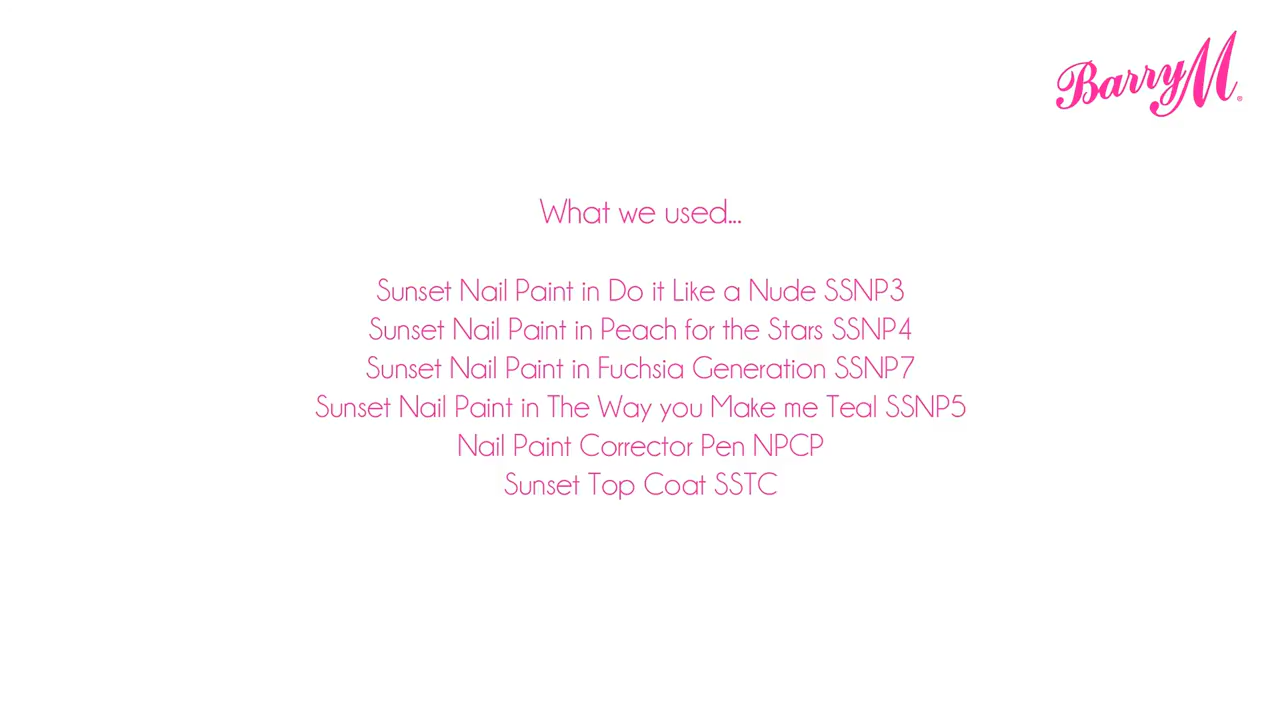 Barry M
What we used...
Sunset Nail Paint in Do it Like a Nude SSNP3
Sunset Nail Paint in Peach for the Stars SSNP4
Sunset Nail Paint in Fuchsia Generation SSNP7
Sunset Nail Paint in The Way you Make me Teal SSNP5
Nail Paint Corrector Pen NPCP
Sunset Top Coat SSTC